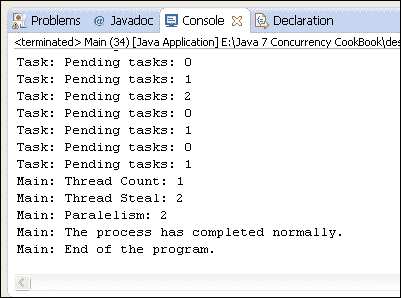 Problems @ Javadoc Console Declaration
<terminated> Main (34) [Java Application] E:\Java 7 Concurrency CookBook\des
Task: Pending tasks: 0
Task: Pending tasks: 1
Task: Pending tasks: 2
Task: Pending tasks: 0
Task: Pending tasks: 1
Task: Pending tasks: 0
Task: Pending tasks: 1
Main: Thread Count: 1
Main: Thread Steal: 2
Main: Paralelism: 2
Main: The process has completed normally.
Main: End of the program.